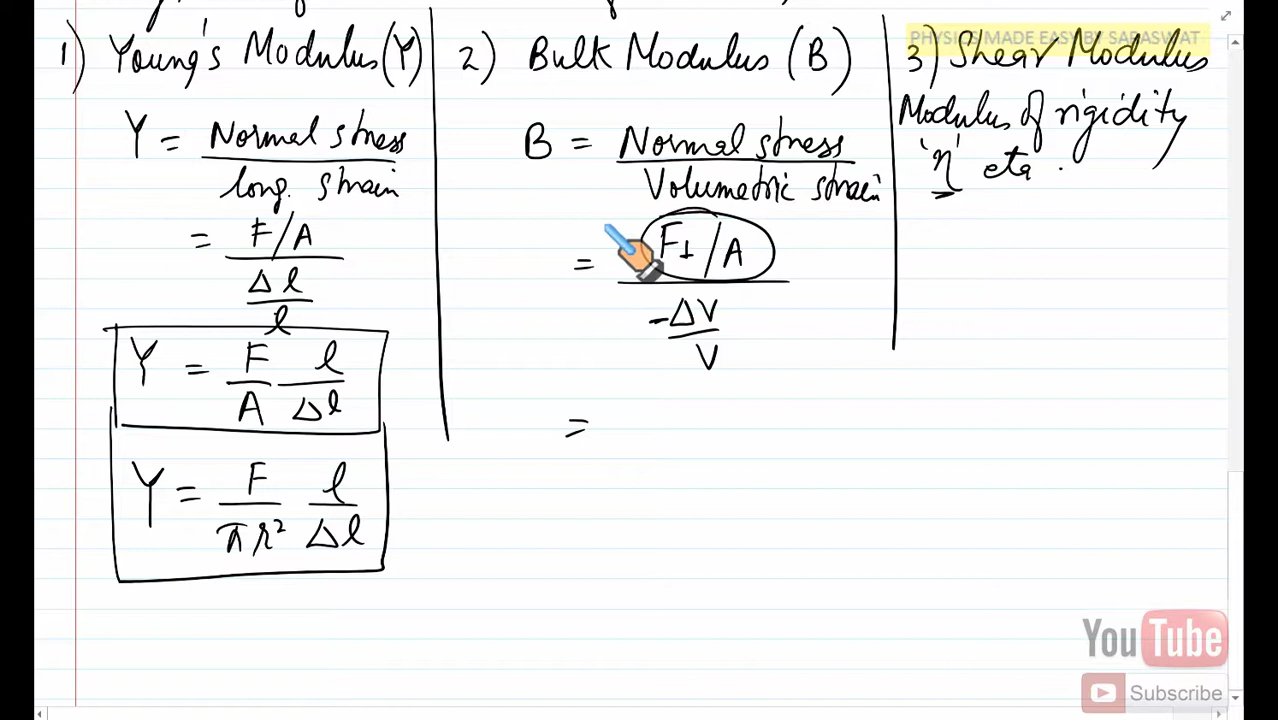 1) Young's Modulus (Y)
Y = Normal stress / long. strain
= F/A / Δl/l
Y = F/A l/Δl
Y = F/πr² l/Δl
2) Bulk Modulus (B)
B = Normal stress / Volumetric strain
= F⊥/A / -ΔV/V
=
PHYSICS MADE EASY BY SARASWAT
3) Shear Modulus
Modulus of rigidity
'η' eta.
YouTube
Subscribe